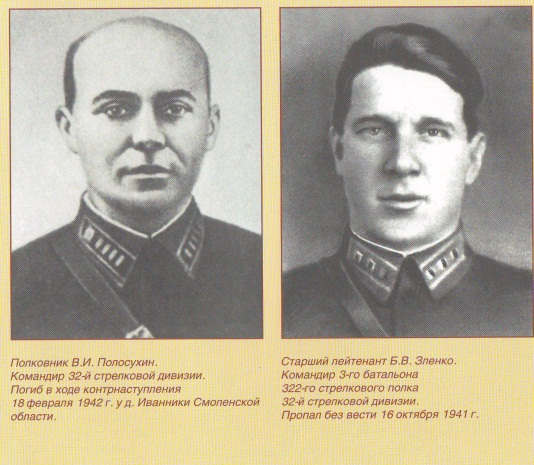 Полковник В.И. Полосухин.
Командир 32-й стрелковой дивизии.
Погиб в ходе контрнаступления
18 февраля 1942 г. у д. Иванники Смоленской
области.
Старший лейтенант Б.В. Зленко.
Командир 3-го батальона
322-го стрелкового полка
32-й стрелковой дивизии.
Пропал без вести 16 октября 1941 г.